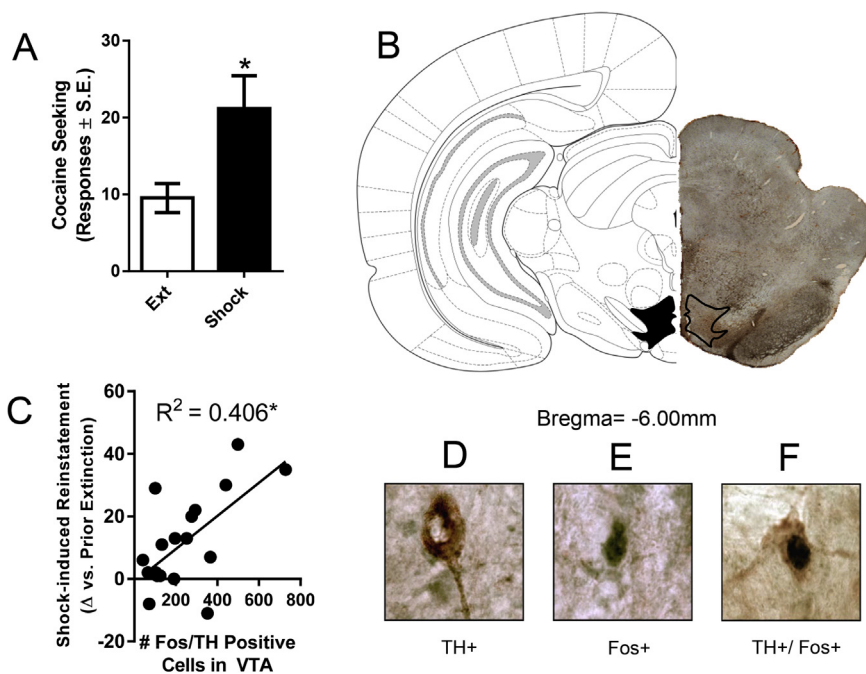 A
Cocaine Seeking
(Responses ± S.E.)
30
20
10
0
*
Ext
Shock
B
Bregma= -6.00mm
C
Shock-induced Reinstatement
(Δ vs. Prior Extinction)
60
40
20
0
-20
R² = 0.406*
200
400
600
800
# Fos/TH Positive
Cells in VTA
D
E
F
TH+
Fos+
TH+/ Fos+